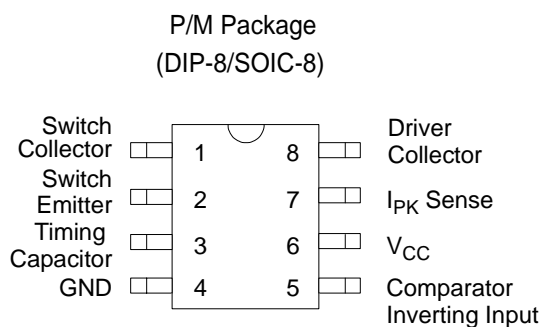 P/M Package
(DIP-8/SOIC-8)
Switch
Collector
1
8
Driver
Collector
Switch
Emitter
2
7
IPK Sense
Timing
Capacitor
3
6
VCC
GND
4
5
Comparator
Inverting Input